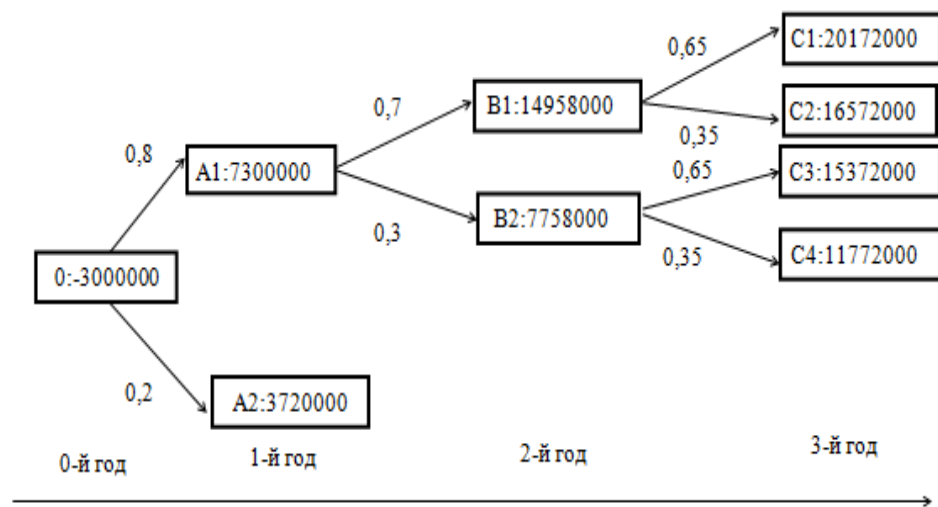 C1:20172000
0,65
B1:14958000
0,7
C2:16572000
0,35
0,8
A1:7300000
0,65
C3:15372000
B2:7758000
0,3
C4:11772000
0,35
0:-3000000
0,2
A2:3720000
0-й год
1-й год
2-й год
3-й год